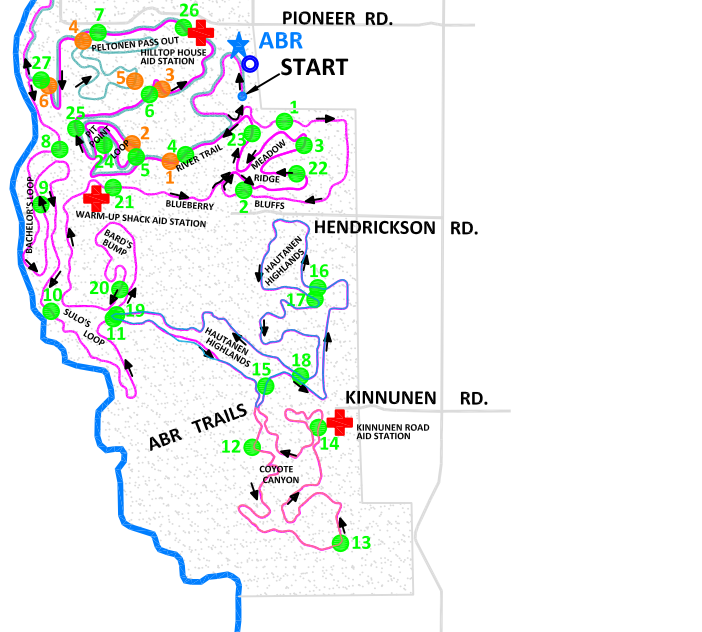 26
PIONEER RD.
4
7
PELTONEN PASS OUT
ABR
HILLTOP HOUSE
AID STATION
START
27
5
3
6
6
1
25
PIT
POINT
LOOP
2
23
3
8
24
5
4
1
RIVER TRAIL
MEADOW
RIDGE
22
9
21
2
BLUEBERRY
BLUFFS
WARM-UP SHACK AID STATION
BACHELOR'S LOOP
HENDRICKSON RD.
BARD'S
BUMP
HAUTANEN
HIGHLANDS
16
20
17
10
SULO'S
LOOP
19
11
HAUTANEN
HIGHLANDS
15
18
KINNUNEN RD.
ABR TRAILS
KINNUNEN ROAD
AID STATION
12
14
COYOTE
CANYON
13